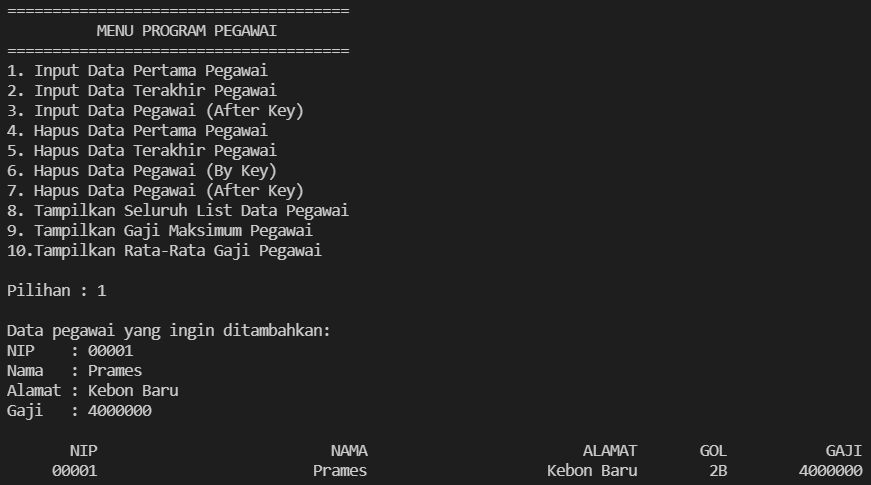 ======================================
MENU PROGRAM PEGAWAI
======================================
1. Input Data Pertama Pegawai
2. Input Data Terakhir Pegawai
3. Input Data Pegawai (After Key)
4. Hapus Data Pertama Pegawai
5. Hapus Data Terakhir Pegawai
6. Hapus Data Pegawai (By Key)
7. Hapus Data Pegawai (After Key)
8. Tampilkan Seluruh List Data Pegawai
9. Tampilkan Gaji Maksimum Pegawai
10.Tampilkan Rata-Rata Gaji Pegawai
Pilihan : 1
Data pegawai yang ingin ditambahkan:
NIP    : 00001
Nama   : Prames
Alamat : Kebon Baru
Gaji   : 4000000
NIP NAMA ALAMAT GOL GAJI
00001 Prames Kebon Baru 2B 4000000